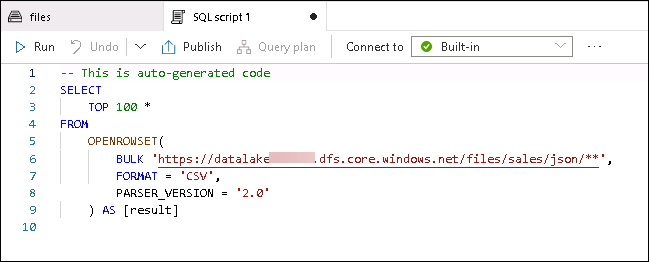 files
SQL script 1
Run Undo Publish Query plan Connect to Built-in
1 -- This is auto-generated code
2 SELECT
3 TOP 100 *
4 FROM
5 OPENROWSET(
6 BULK 'https://datalake .dfs.core.windows.net/files/sales/json/**',
7 FORMAT = 'CSV',
8 PARSER_VERSION = '2.0'
9 ) AS [result]
10